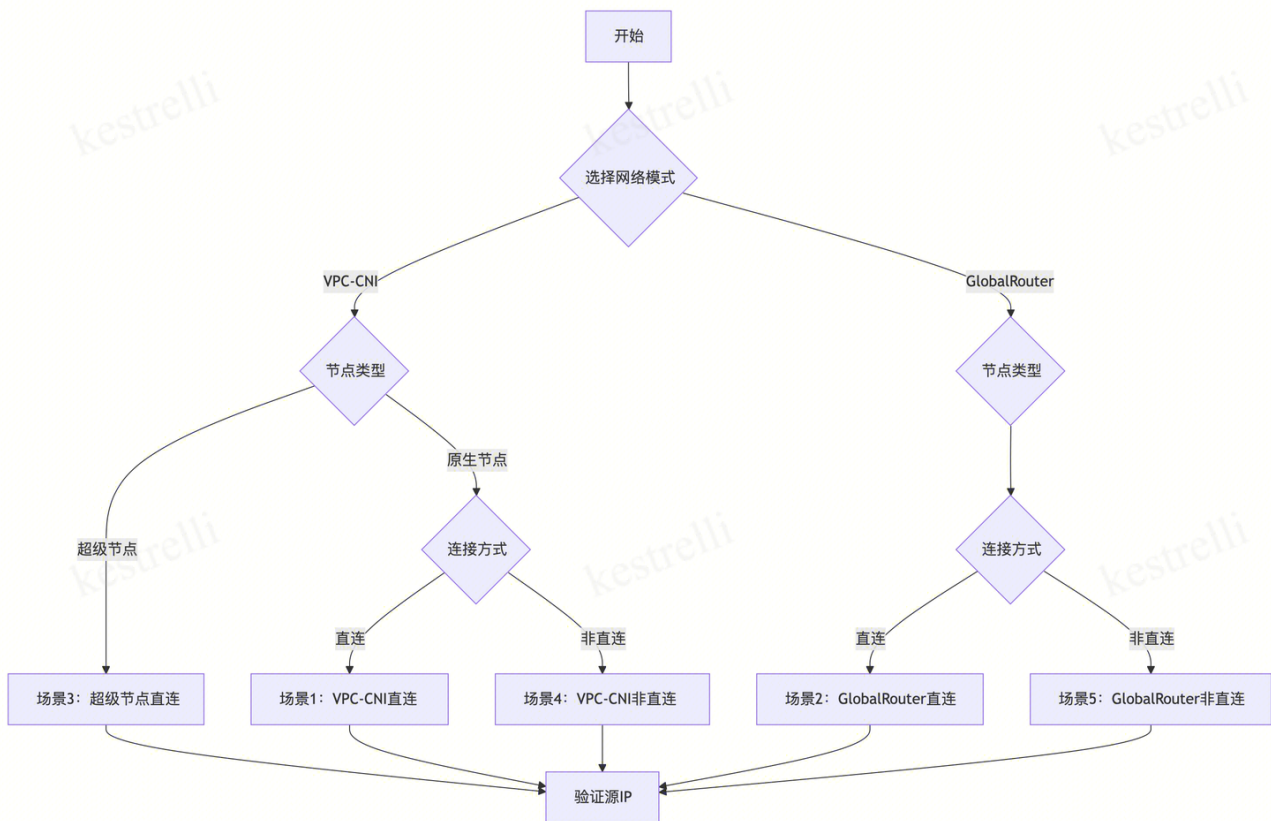 开始
kestrelli
kestrelli
kestrelli
选择网络模式
VPC-CNI
GlobalRouter
节点类型
节点类型
原生节点
超级节点
连接方式
连接方式
kestrelli
kestrelli
kestrelli
直连
非直连
直连
非直连
场景3：超级节点直连
场景1：VPC-CNI直连
场景4：VPC-CNI非直连
场景2：GlobalRouter直连
场景5：GlobalRouter非直连
验证源IP